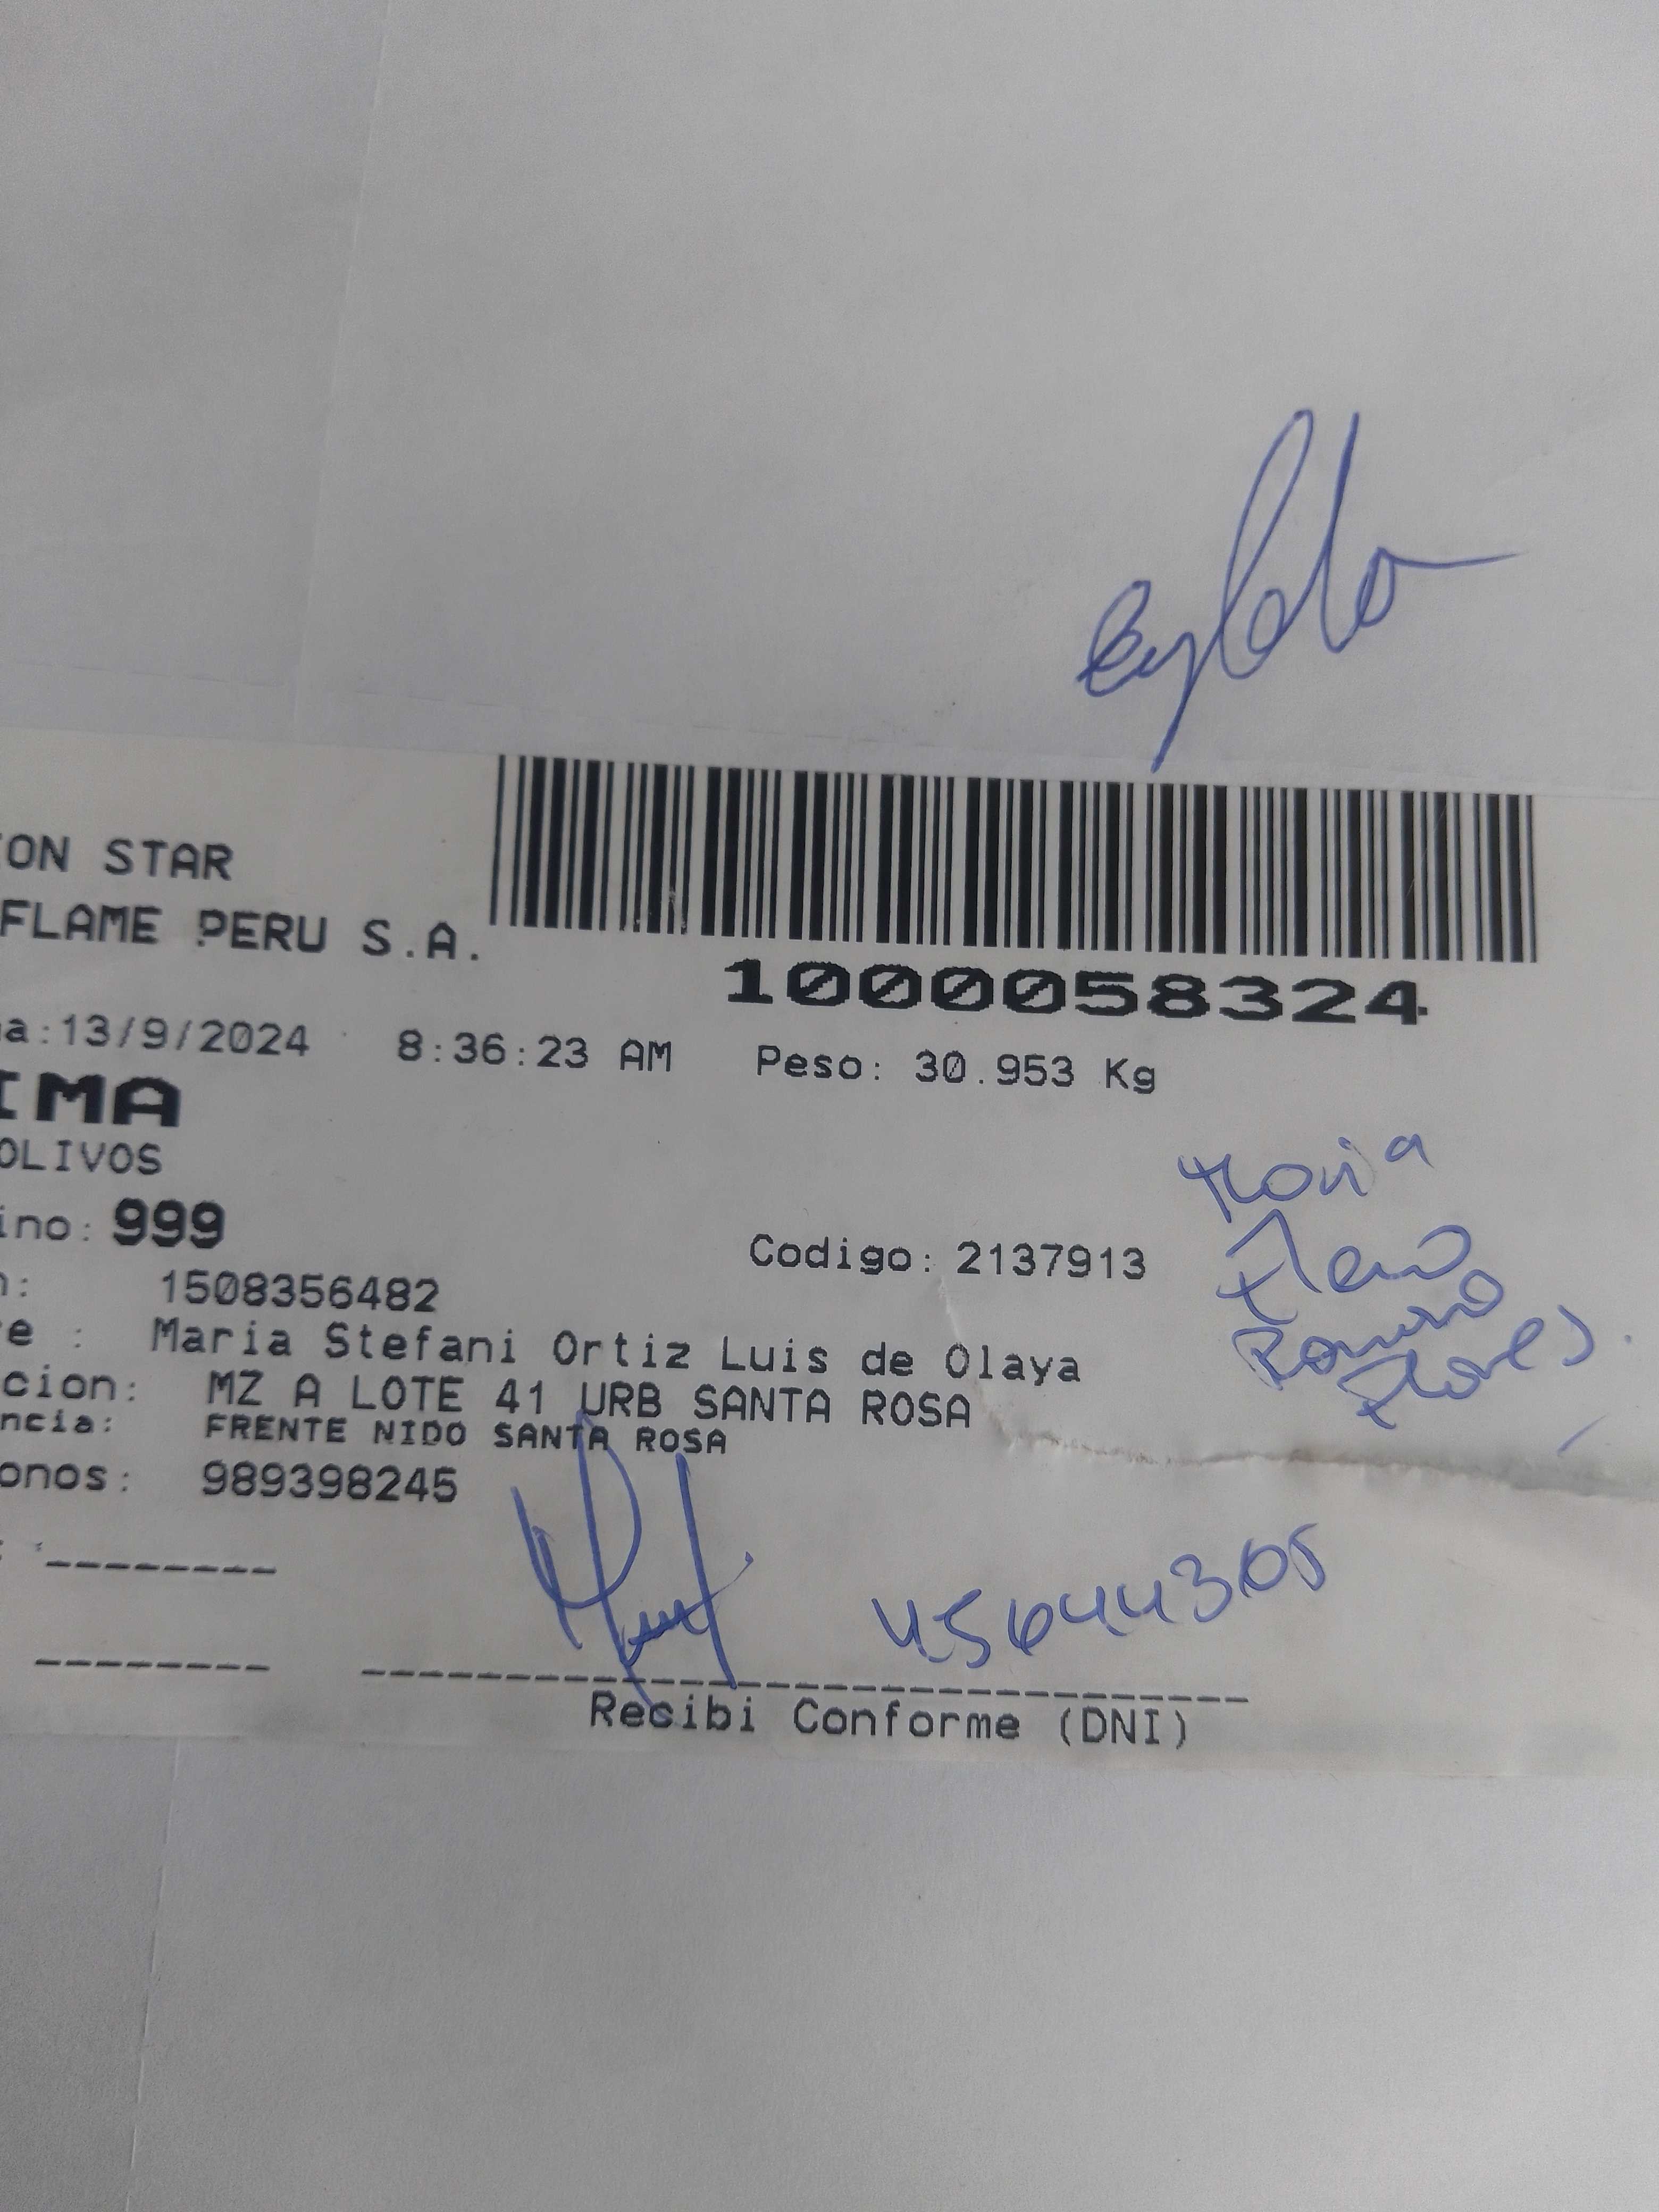 ON STAR
FLAME PERU S.A.
1000058324
a:13/9/2024 8:36:23 AM Peso: 30.953 Kg
IMA
OLIVOS
ino: 999
Codigo: 2137913
: 1508356482
e : Maria Stefani Ortiz Luis de Olaya
cion: MZ A LOTE 41 URB SANTA ROSA
ncia: FRENTE NIDO SANTA ROSA
onos: 989398245
Maria
Flores
45644305
Recibi Conforme (DNI)